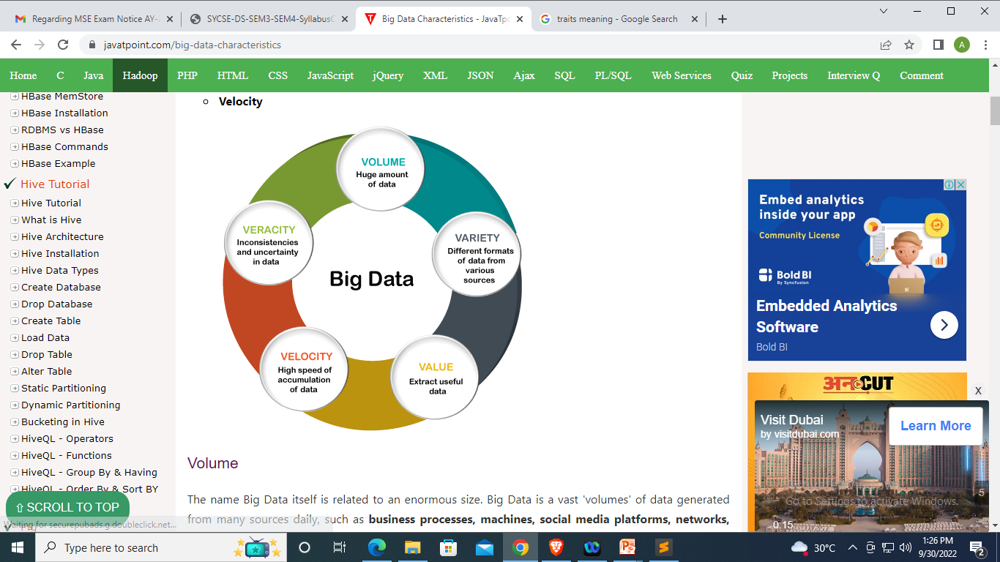 Regarding MSE Exam Notice AY-
SYCSE-DS-SEM3-SEM4-Syllabus
Big Data Characteristics - JavaTp
traits meaning - Google Search
javatpoint.com/big-data-characteristics
A
Home C Java Hadoop PHP HTML CSS JavaScript jQuery XML JSON Ajax SQL PL/SQL Web Services Quiz Projects Interview Q Comment
HBase MemStore
HBase Installation
RDBMS vs HBase
HBase Commands
HBase Example
Hive Tutorial
Hive Tutorial
What is Hive
Hive Architecture
Hive Installation
Hive Data Types
Create Database
Drop Database
Create Table
Load Data
Drop Table
Alter Table
Static Partitioning
Dynamic Partitioning
Bucketing in Hive
HiveQL - Operators
HiveQL - Functions
HiveQL - Group By & Having
HiveQL - Order By & Sort BY
⇧ SCROLL TO TOP
Waiting for securepubads.g.doubleclick.net...
Velocity
VOLUME
Huge amount
of data
VARIETY
Different formats
of data from
various
sources
VALUE
Extract useful
data
VELOCITY
High speed of
accumulation
of data
VERACITY
Inconsistencies
and uncertainty
in data
Big Data
Volume
The name Big Data itself is related to an enormous size. Big Data is a vast 'volumes' of data generated
from many sources daily, such as business processes, machines, social media platforms, networks,
Embed analytics
inside your app
Community License
Bold BI
By Syncfusion
Embedded Analytics
Software
Bold BI
अनCUT
X
Visit Dubai
by visitdubai.com
Learn More
5
Go to Settings to activate Windows.
0:15
Type here to search
30°C
1:26 PM
9/30/2022
2